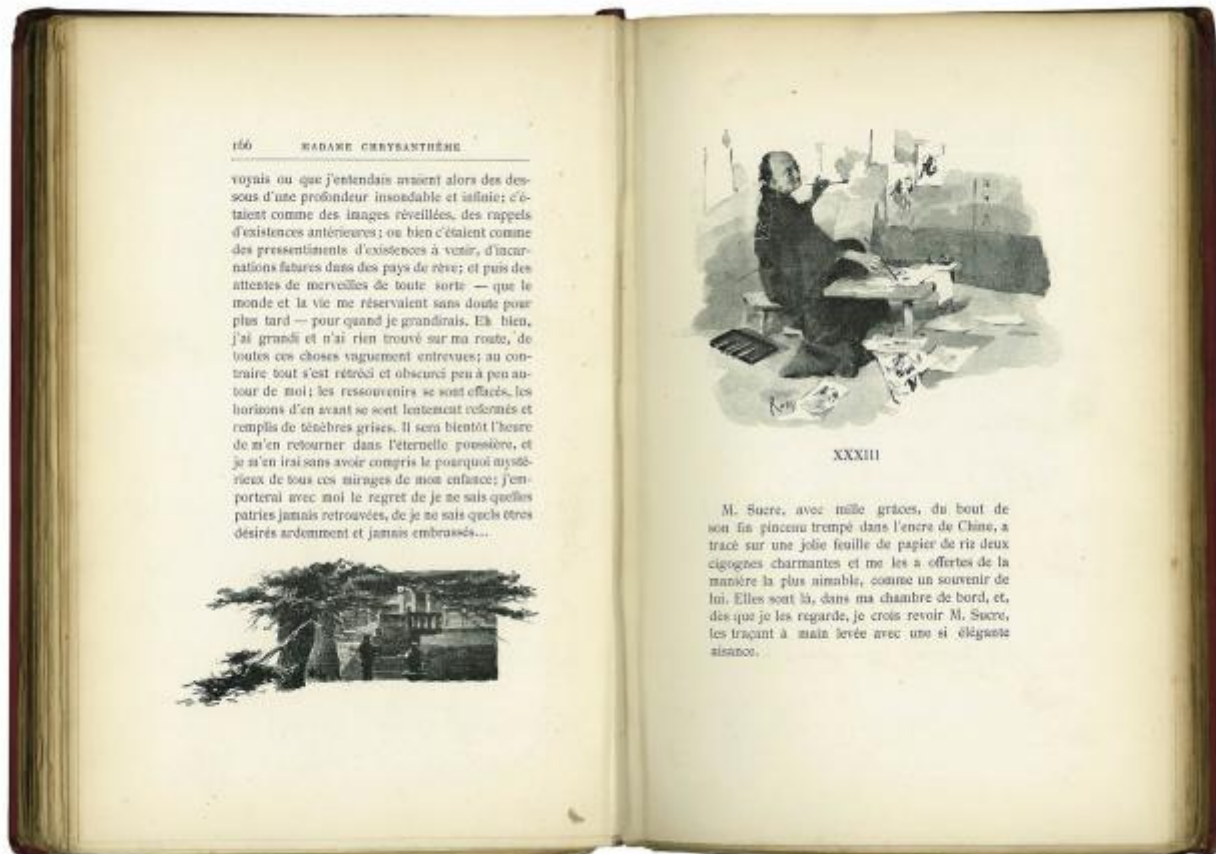 166 MADAME CHRYSANTHÈME
voyais ou que j'entendais avaient alors des des-
sous d'une profondeur insondable et infinie; c'é-
taient comme des images réveillées, des rappels
d'existences antérieures; ou bien c'étaient comme
des pressentiments d'existences à venir, d'incar-
nations futures dans des pays de rêve; et puis des
attentes de merveilles de toute sorte — que le
monde et la vie me réservaient sans doute pour
plus tard — pour quand je grandirais. Eh bien,
j'ai grandi et n'ai rien trouvé sur ma route, de
toutes ces choses vaguement entrevues; au con-
traire tout s'est rétréci et obscurci peu à peu au-
tour de moi; les ressouvenirs se sont effacés, les
horizons d'en avant se sont lentement refermés et
remplis de ténèbres grises. Il sera bientôt l'heure
de m'en retourner dans l'éternelle poussière, et
je m'en irai sans avoir compris le pourquoi mysté-
rieux de tous ces mirages de mon enfance; j'em-
porterai avec moi le regret de je ne sais quelles
patries jamais retrouvées, de je ne sais quels êtres
désirés ardemment et jamais embrassés...
Rossi
XXXIII
M. Sucre, avec mille grâces, du bout de
son fin pinceau trempé dans l'encre de Chine, a
tracé sur une jolie feuille de papier de riz deux
cigognes charmantes et me les a offertes de la
manière la plus aimable, comme un souvenir de
lui. Elles sont là, dans ma chambre de bord, et,
dès que je les regarde, je crois revoir M. Sucre,
les traçant à main levée avec une si élégante
aisance.